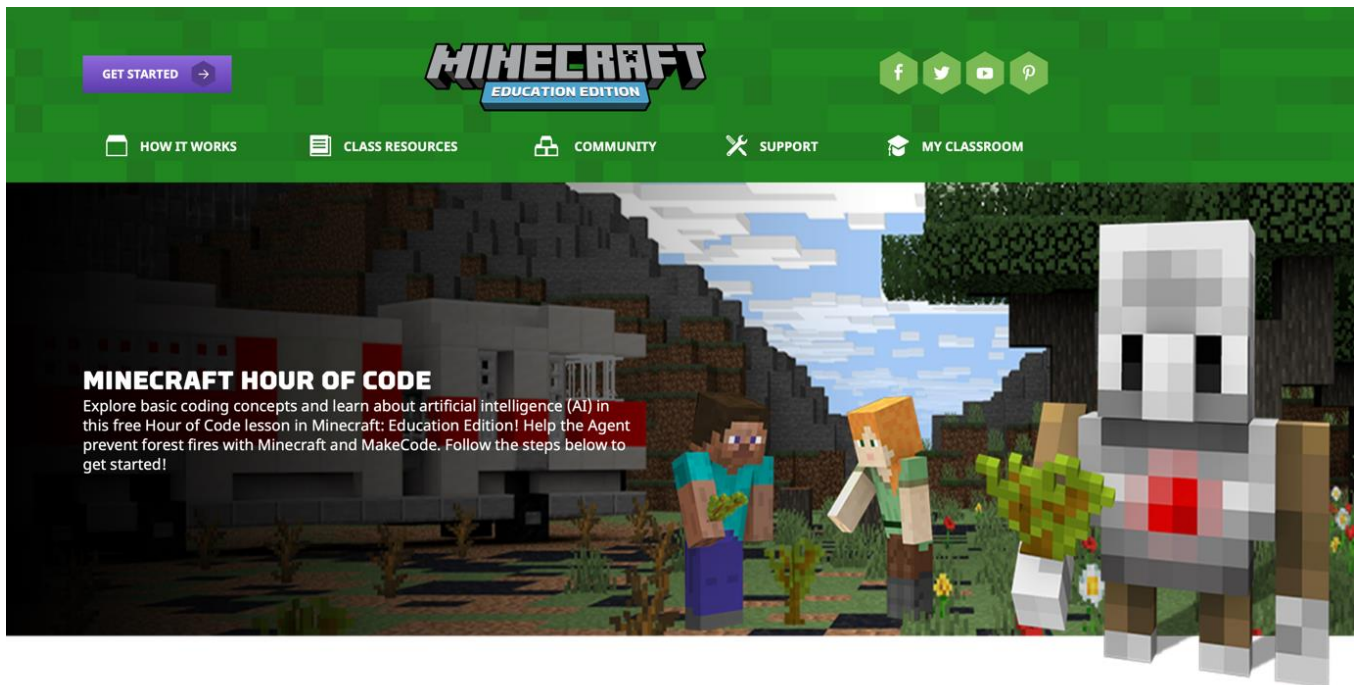 GET STARTED
MINECRAFT
EDUCATION EDITION
HOW IT WORKS
CLASS RESOURCES
COMMUNITY
SUPPORT
MY CLASSROOM
MINECRAFT HOUR OF CODE
Explore basic coding concepts and learn about artificial intelligence (AI) in
this free Hour of Code lesson in Minecraft: Education Edition! Help the Agent
prevent forest fires with Minecraft and MakeCode. Follow the steps below to
get started!